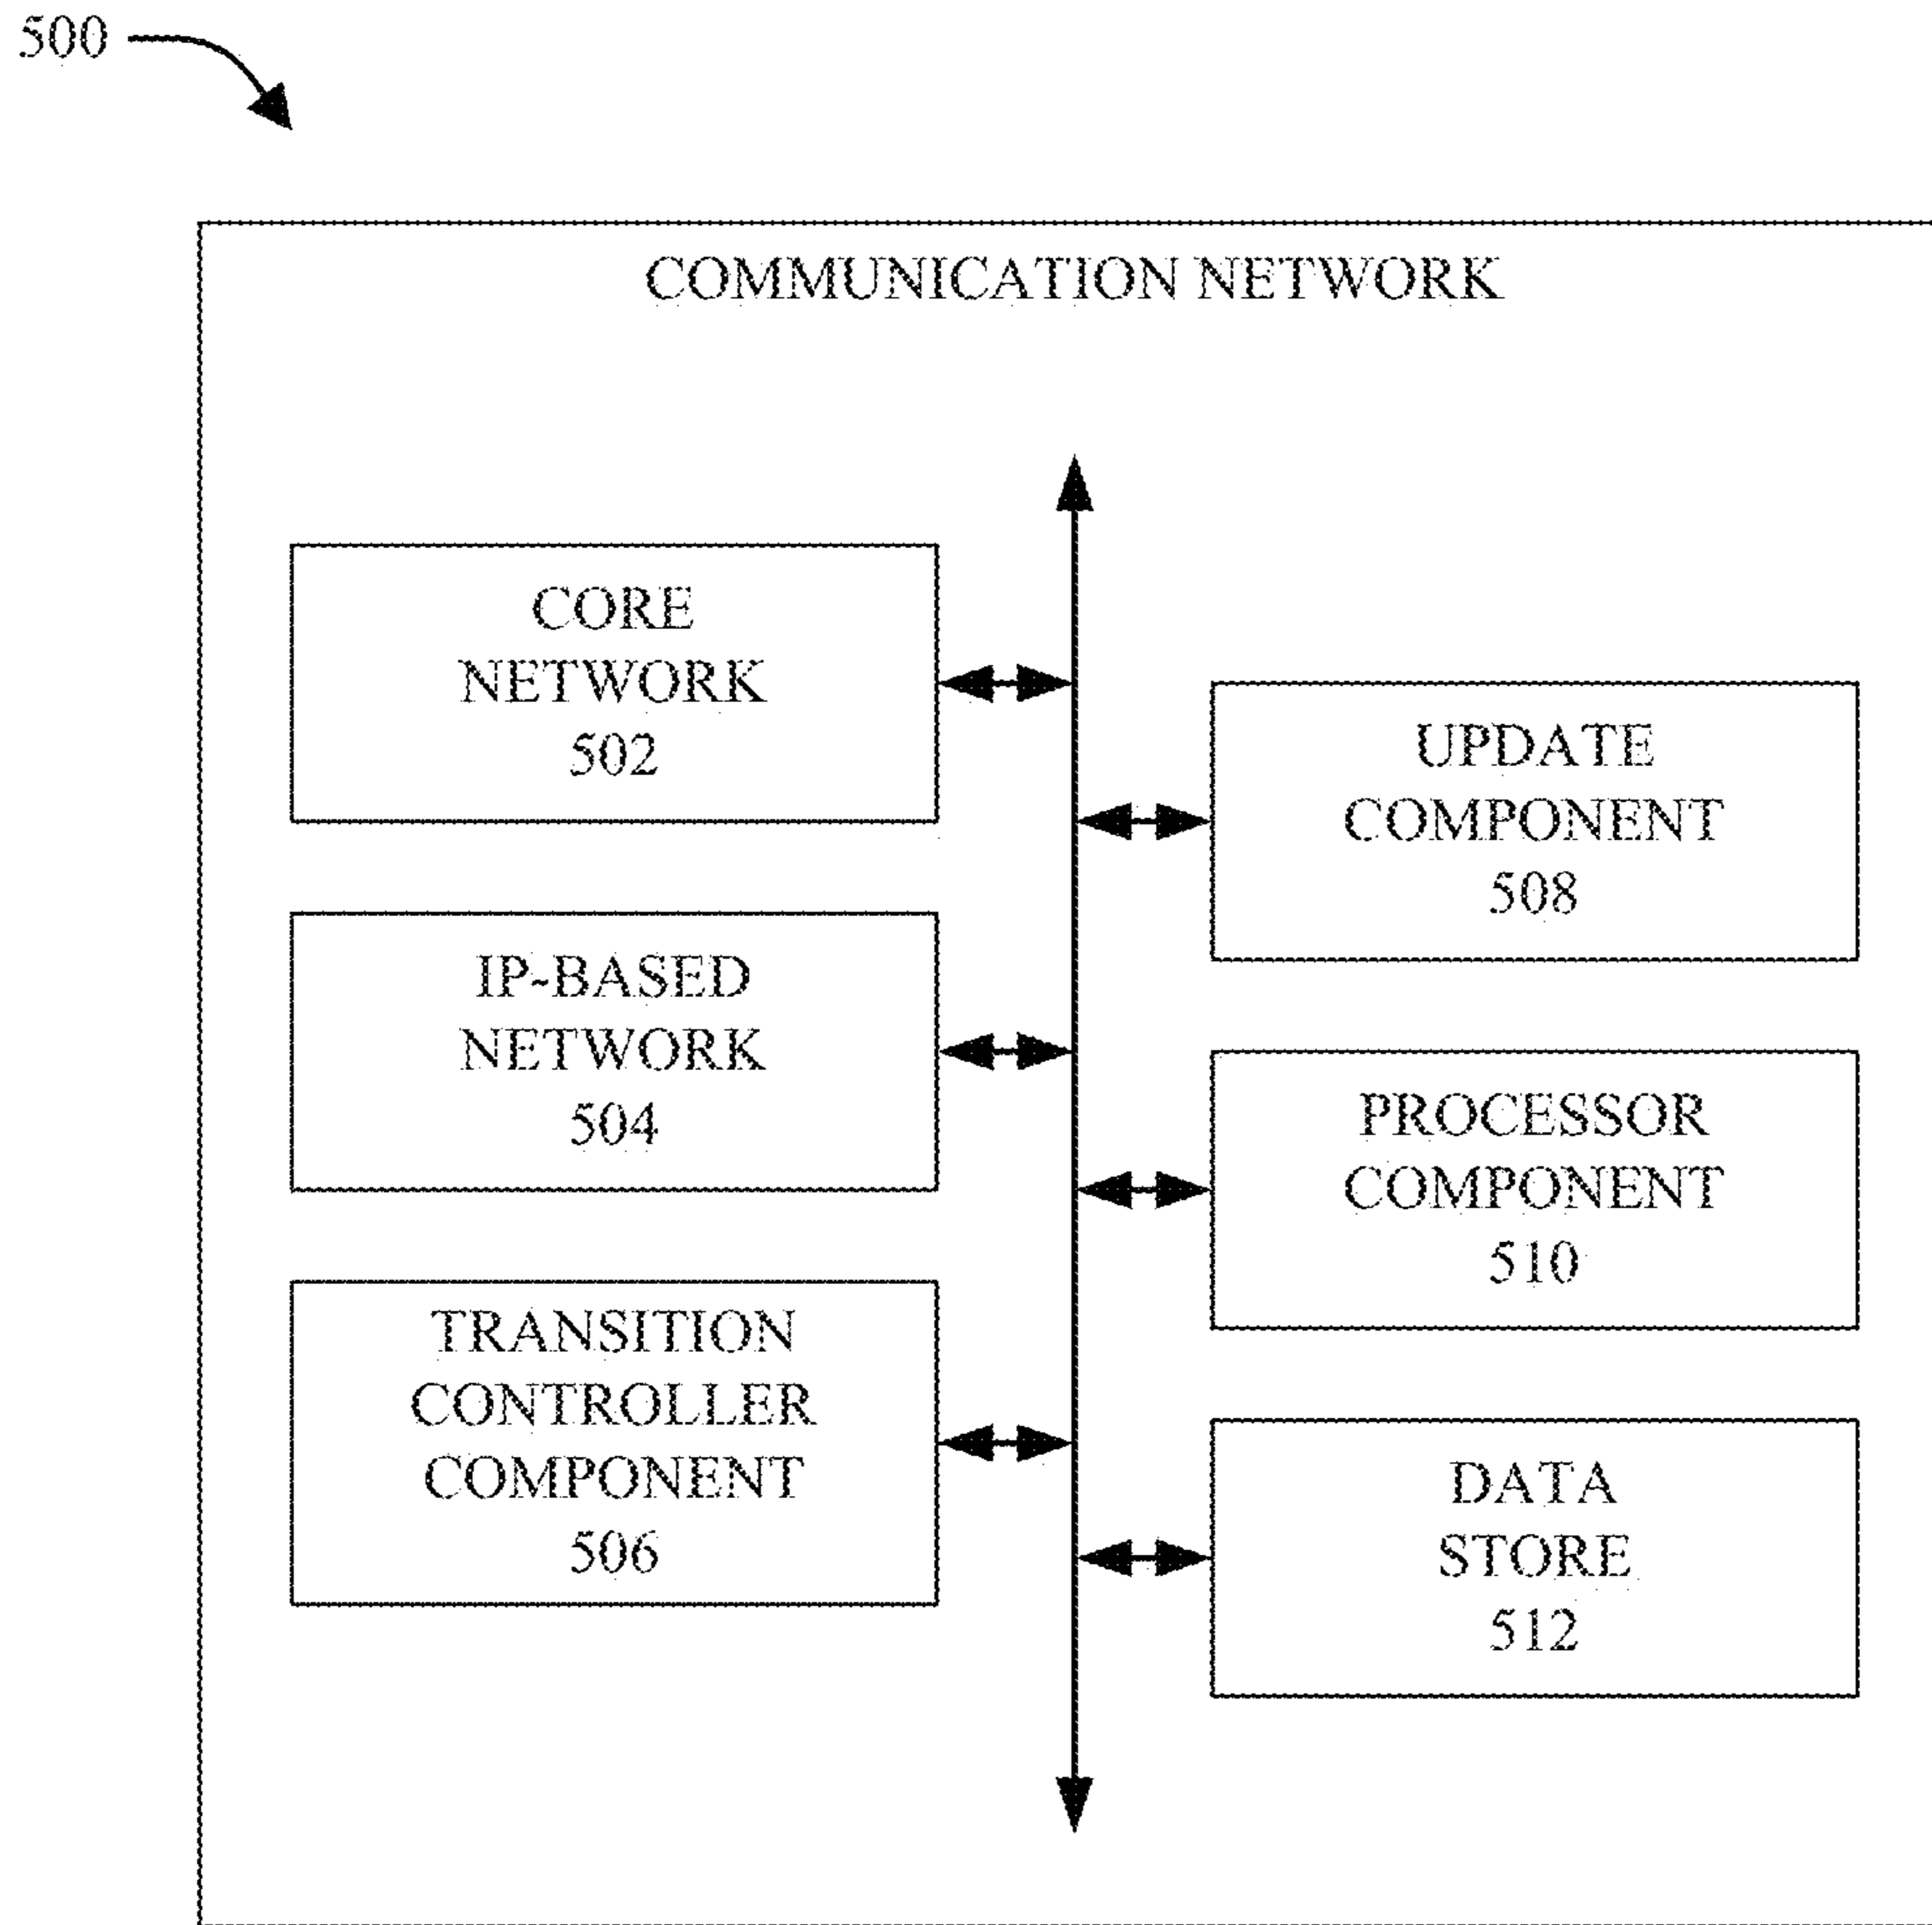 500
COMMUNICATION NETWORK
CORE
NETWORK
502
IP-BASED
NETWORK
504
TRANSITION
CONTROLLER
COMPONENT
506
UPDATE
COMPONENT
508
PROCESSOR
COMPONENT
510
DATA
STORE
512